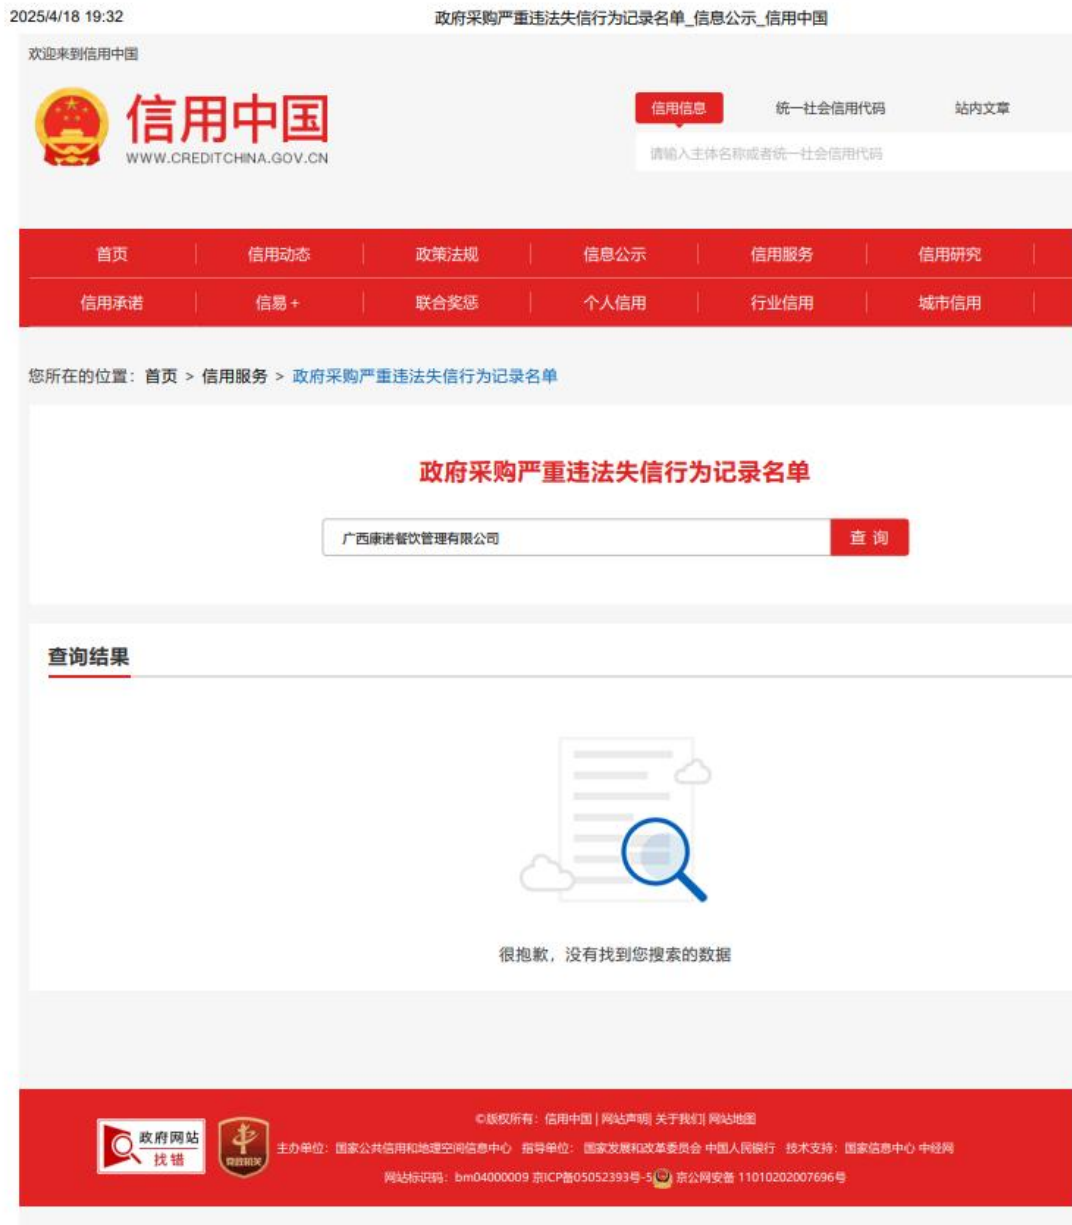 2025/4/18 19:32 政府采购严重违法失信行为记录名单_信息公示_信用中国
欢迎来到信用中国
信用中国
WWW.CREDITCHINA.GOV.CN
信用信息 统一社会信用代码 站内文章
请输入主体名称或者统一社会信用代码
首页 信用动态 政策法规 信息公示 信用服务 信用研究
信用承诺 信易+ 联合奖惩 个人信用 行业信用 城市信用
您所在的位置：首页 > 信用服务 > 政府采购严重违法失信行为记录名单
政府采购严重违法失信行为记录名单
广西康诺餐饮管理有限公司 查询
查询结果
很抱歉，没有找到您搜索的数据
©版权所有：信用中国 | 网站声明| 关于我们| 网站地图
政府网站
找错
党政机关
主办单位：国家公共信用和地理空间信息中心 指导单位：国家发展和改革委员会 中国人民银行 技术支持：国家信息中心 中经网
网站标识码：bm04000009 京ICP备05052393号-5 京公网安备 11010202007696号